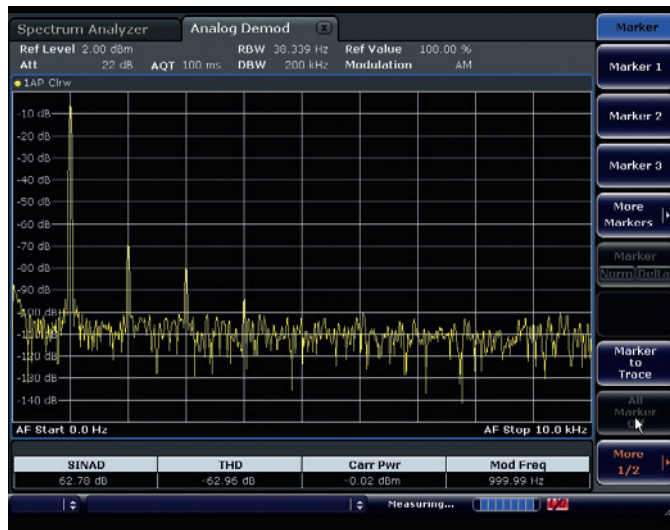 Spectrum Analyzer
Analog Demod
Ref Level 2.00 dBm RBW 38.339 Hz Ref Value 100.00 %
Att 22 dB AQT 100 ms DBW 200 kHz Modulation AM
1AP Clrw
-10 dB
-20 dB
-30 dB
-40 dB
-50 dB
-60 dB
-70 dB
-80 dB
-90 dB
-100 dB
-110 dB
-120 dB
-130 dB
-140 dB
AF Start 0.0 Hz
AF Stop 10.0 kHz
SINAD THD Carr Pwr Mod Freq
62.78 dB -62.96 dB -0.02 dBm 999.99 Hz
Measuring...
Marker
Marker 1
Marker 2
Marker 3
More
Markers
Marker
Norm Delta
Marker
to
Trace
All
Marker
Off
More
1/2